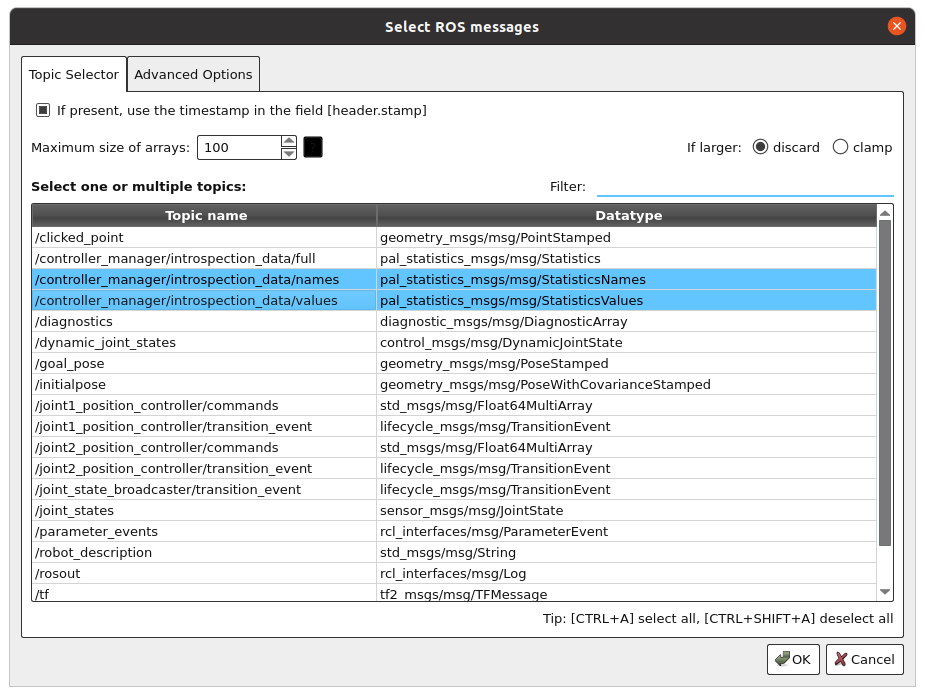 Select ROS messages
Topic Selector Advanced Options
If present, use the timestamp in the field [header.stamp]
Maximum size of arrays: 100 If larger: discard clamp
Select one or multiple topics: Filter:
Topic name Datatype
/clicked_point geometry_msgs/msg/PointStamped
/controller_manager/introspection_data/full pal_statistics_msgs/msg/Statistics
/controller_manager/introspection_data/names pal_statistics_msgs/msg/StatisticsNames
/controller_manager/introspection_data/values pal_statistics_msgs/msg/StatisticsValues
/diagnostics diagnostic_msgs/msg/DiagnosticArray
/dynamic_joint_states control_msgs/msg/DynamicJointState
/goal_pose geometry_msgs/msg/PoseStamped
/initialpose geometry_msgs/msg/PoseWithCovarianceStamped
/joint1_position_controller/commands std_msgs/msg/Float64MultiArray
/joint1_position_controller/transition_event lifecycle_msgs/msg/TransitionEvent
/joint2_position_controller/commands std_msgs/msg/Float64MultiArray
/joint2_position_controller/transition_event lifecycle_msgs/msg/TransitionEvent
/joint_state_broadcaster/transition_event lifecycle_msgs/msg/TransitionEvent
/joint_states sensor_msgs/msg/JointState
/parameter_events rcl_interfaces/msg/ParameterEvent
/robot_description std_msgs/msg/String
/rosout rcl_interfaces/msg/Log
/tf tf2_msgs/msg/TFMessage
Tip: [CTRL+A] select all, [CTRL+SHIFT+A] deselect all
OK Cancel